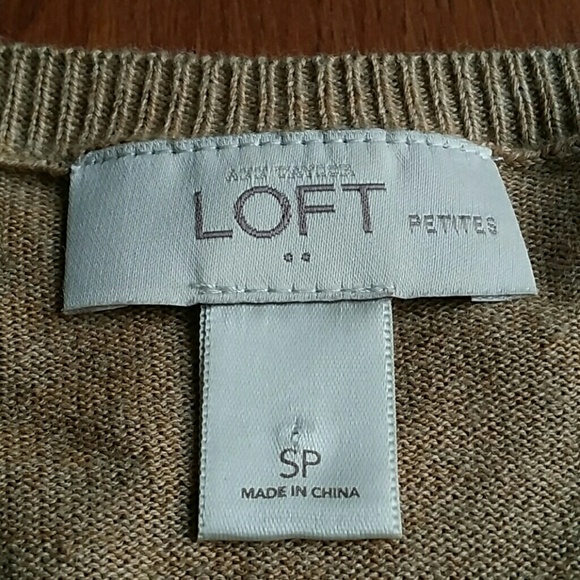 ANN TAYLOR
LOFT PETITES
SP
MADE IN CHINA